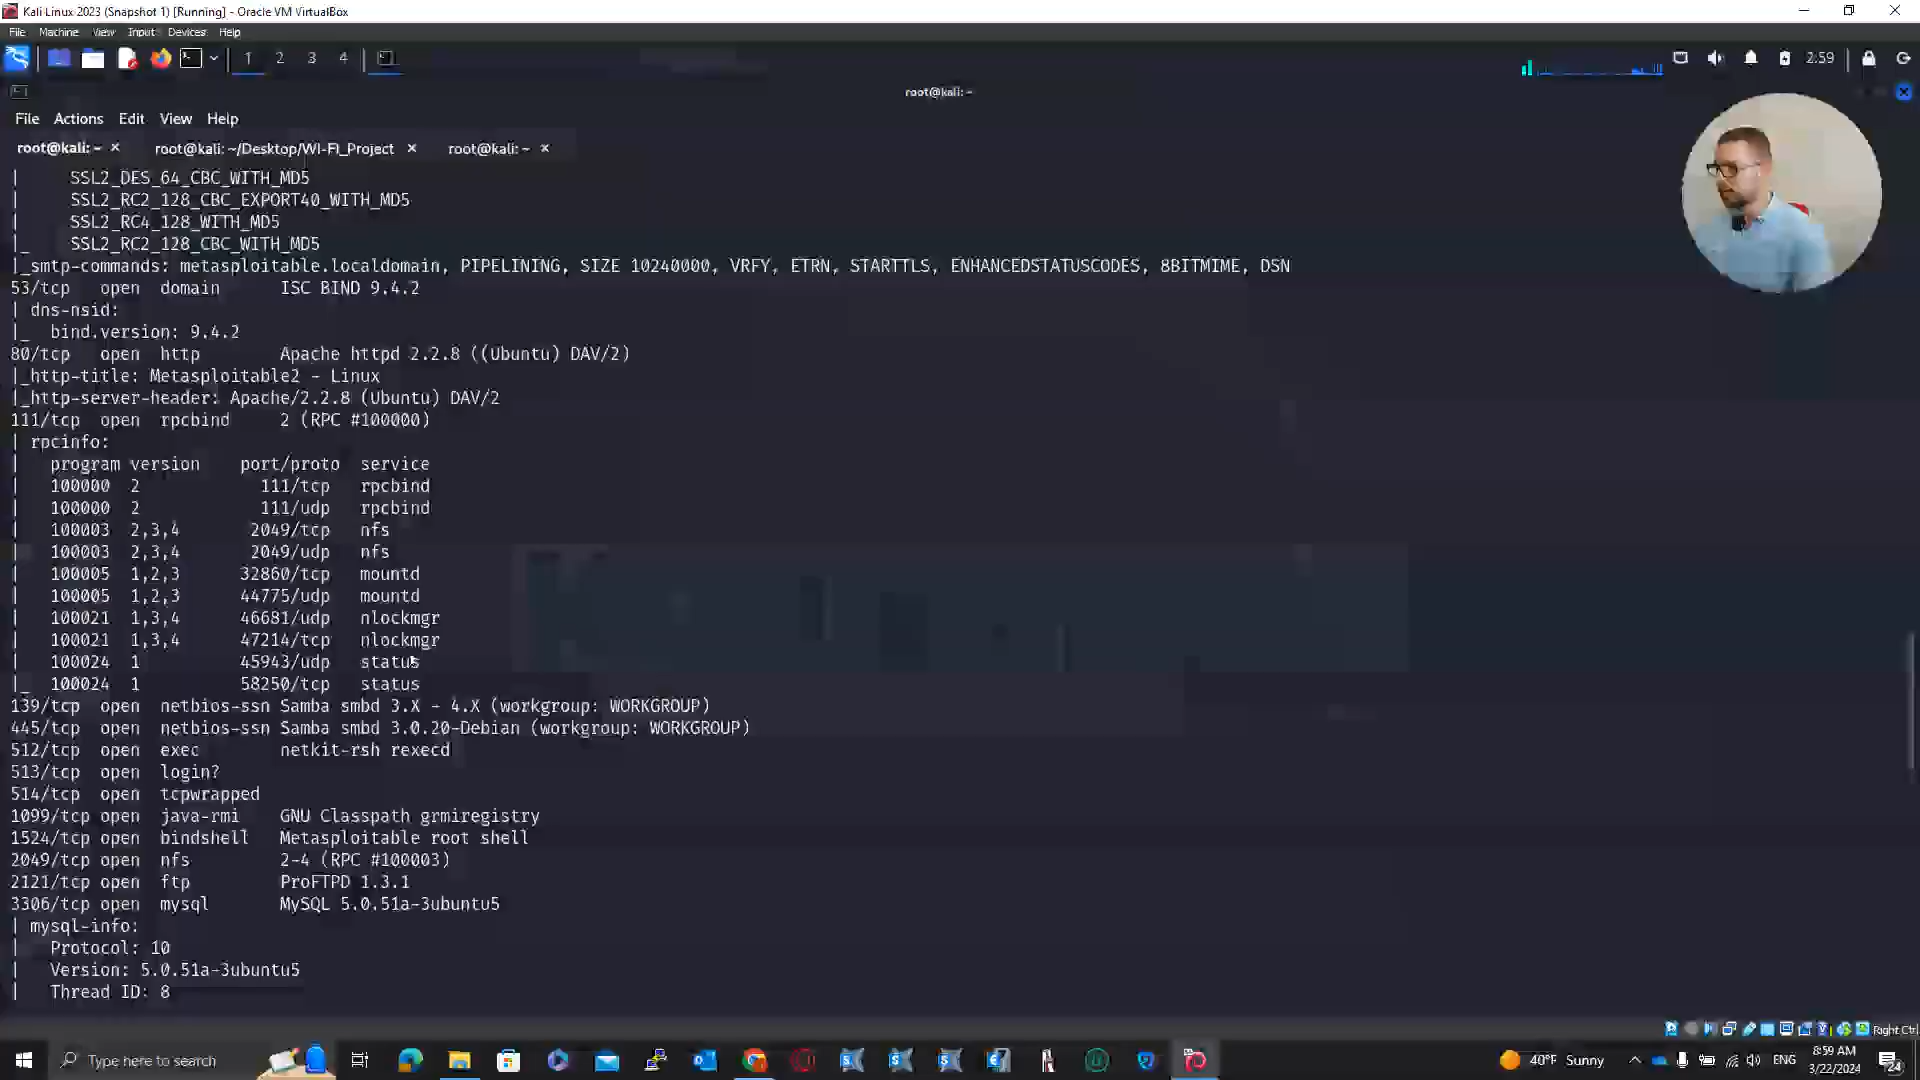 Kali Linux 2023 (Snapshot 1) [Running] - Oracle VM VirtualBox
File Machine View Input Devices Help
1 2 3 4
2:59
root@kali: ~
File Actions Edit View Help
root@kali: ~ × root@kali: ~/Desktop/WI-FI_Project × root@kali: ~ ×
| SSL2_DES_64_CBC_WITH_MD5
| SSL2_RC2_128_CBC_EXPORT40_WITH_MD5
| SSL2_RC4_128_WITH_MD5
|_ SSL2_RC2_128_CBC_WITH_MD5
|_smtp-commands: metasploitable.localdomain, PIPELINING, SIZE 10240000, VRFY, ETRN, STARTTLS, ENHANCEDSTATUSCODES, 8BITMIME, DSN
53/tcp open domain ISC BIND 9.4.2
| dns-nsid:
|_ bind.version: 9.4.2
80/tcp open http Apache httpd 2.2.8 ((Ubuntu) DAV/2)
|_http-title: Metasploitable2 - Linux
|_http-server-header: Apache/2.2.8 (Ubuntu) DAV/2
111/tcp open rpcbind 2 (RPC #100000)
| rpcinfo:
| program version port/proto service
| 100000 2 111/tcp rpcbind
| 100000 2 111/udp rpcbind
| 100003 2,3,4 2049/tcp nfs
| 100003 2,3,4 2049/udp nfs
| 100005 1,2,3 32860/tcp mountd
| 100005 1,2,3 44775/udp mountd
| 100021 1,3,4 46681/udp nlockmgr
| 100021 1,3,4 47214/tcp nlockmgr
| 100024 1 45943/udp status
|_ 100024 1 58250/tcp status
139/tcp open netbios-ssn Samba smbd 3.X - 4.X (workgroup: WORKGROUP)
445/tcp open netbios-ssn Samba smbd 3.0.20-Debian (workgroup: WORKGROUP)
512/tcp open exec netkit-rsh rexecd
513/tcp open login?
514/tcp open tcpwrapped
1099/tcp open java-rmi GNU Classpath grmiregistry
1524/tcp open bindshell Metasploitable root shell
2049/tcp open nfs 2-4 (RPC #100003)
2121/tcp open ftp ProFTPD 1.3.1
3306/tcp open mysql MySQL 5.0.51a-3ubuntu5
| mysql-info:
| Protocol: 10
| Version: 5.0.51a-3ubuntu5
| Thread ID: 8
Right Ctrl
Type here to search
40°F Sunny
ENG
8:59 AM
3/22/2024
24